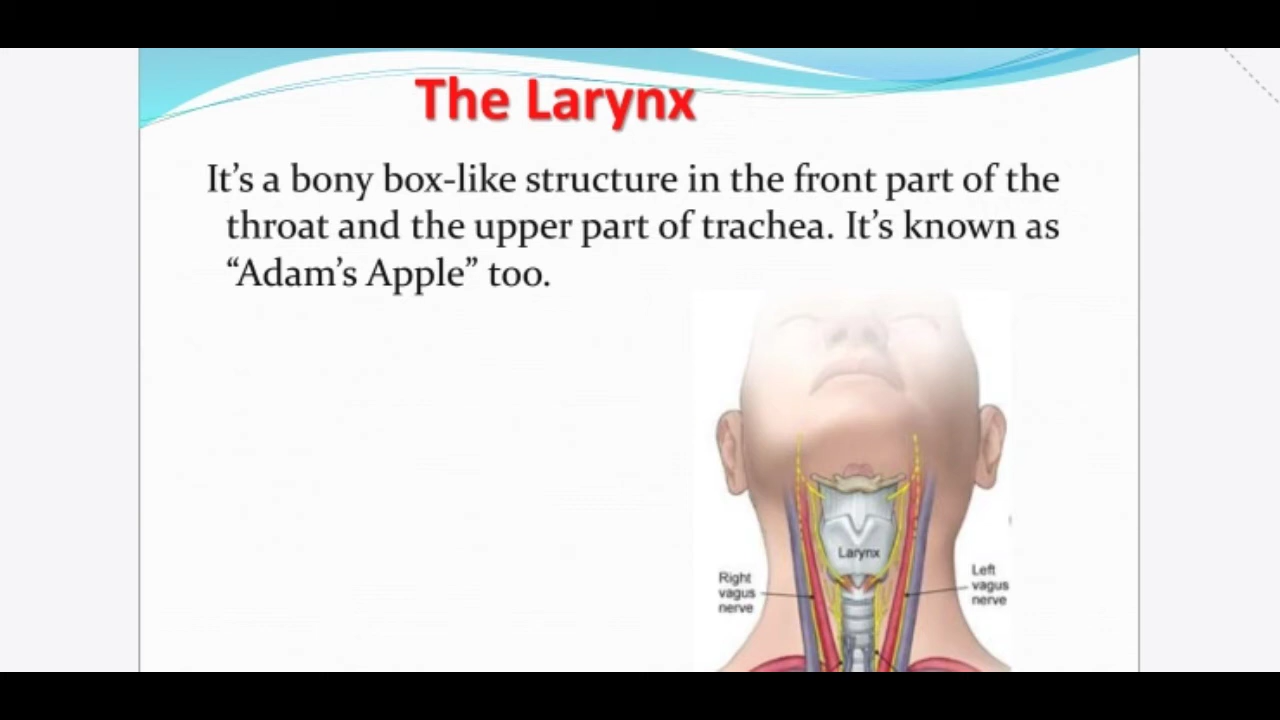 The Larynx
It's a bony box-like structure in the front part of the
throat and the upper part of trachea. It's known as
“Adam's Apple” too.
Larynx
Right
vagus
nerve
Left
vagus
nerve